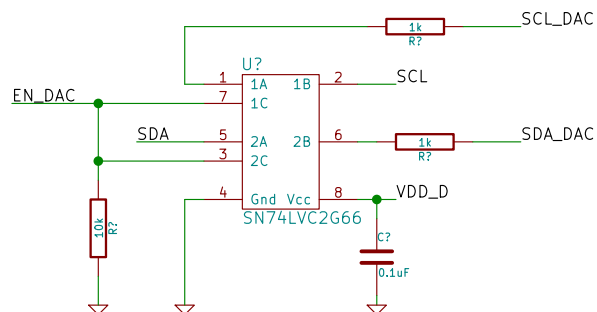 SCL_DAC
1k
R?
U?
1 1A 1B 2 SCL
EN_DAC 7 1C
SDA 5 2A 2B 6 1k SDA_DAC
R?
3 2C
4 Gnd Vcc 8 VDD_D
SN74LVC2G66
10k R?
C?
0.1uF